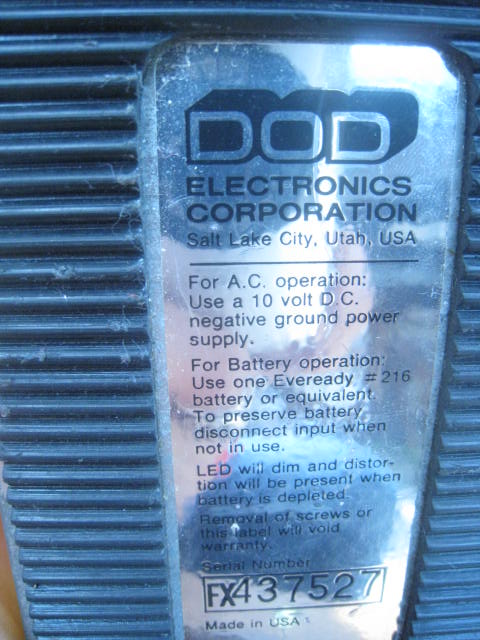 DOD
ELECTRONICS
CORPORATION
Salt Lake City, Utah, USA
For A.C. operation:
Use a 10 volt D.C.
negative ground power
supply.
For Battery operation:
Use one Eveready #216
battery or equivalent.
To preserve battery
disconnect input when
not in use.
LED will dim and distor-
tion will be present when
battery is depleted.
Removal of screws or
this label will void
warranty.
Serial Number
FX437527
Made in USA